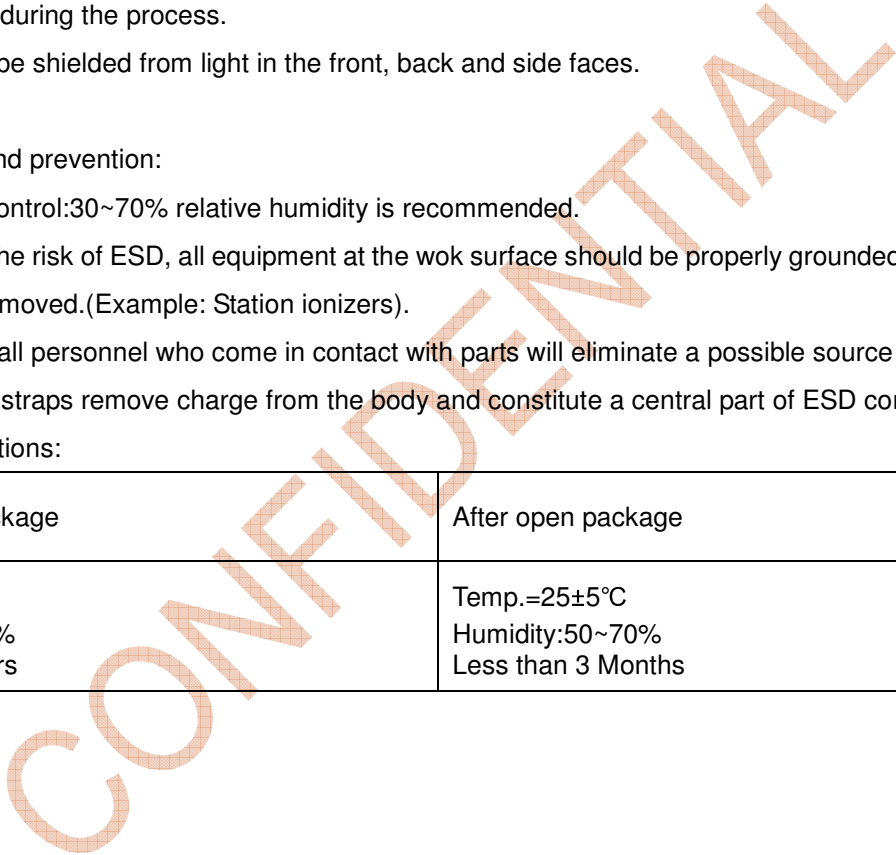 during the process.
be shielded from light in the front, back and side faces.
nd prevention:
ontrol:30~70% relative humidity is recommended.
he risk of ESD, all equipment at the wok surface should be properly grounded
moved.(Example: Station ionizers).
all personnel who come in contact with parts will eliminate a possible source
straps remove charge from the body and constitute a central part of ESD con
tions:
ckage
After open package
Temp.=25±5℃
%
Humidity:50~70%
rs
Less than 3 Months
CONFIDENTIAL